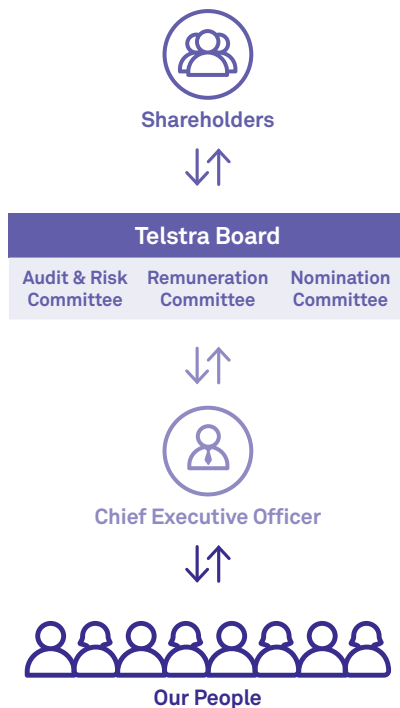 Shareholders
Telstra Board
Audit & Risk Committee
Remuneration Committee
Nomination Committee
Chief Executive Officer
Our People